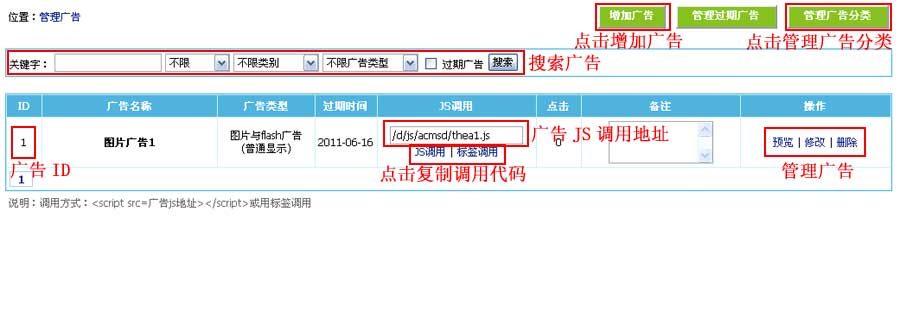 位置：管理广告
增加广告 管理过期广告 管理广告分类
点击增加广告 点击管理广告分类
关键字： 不限 不限类别 不限广告类型 过期广告 搜索 搜索广告
ID 广告名称 广告类型 过期时间 JS调用 点击 备注 操作
1 图片广告1 图片与flash广告 2011-06-16 /d/js/acmsd/thea1.js 0 预览 | 修改 | 删除
(普通显示)
广告 JS 调用地址
JS调用 | 标签调用
广告 ID 点击复制调用代码 管理广告
1
说明：调用方式：<script src=广告js地址></script>或用标签调用